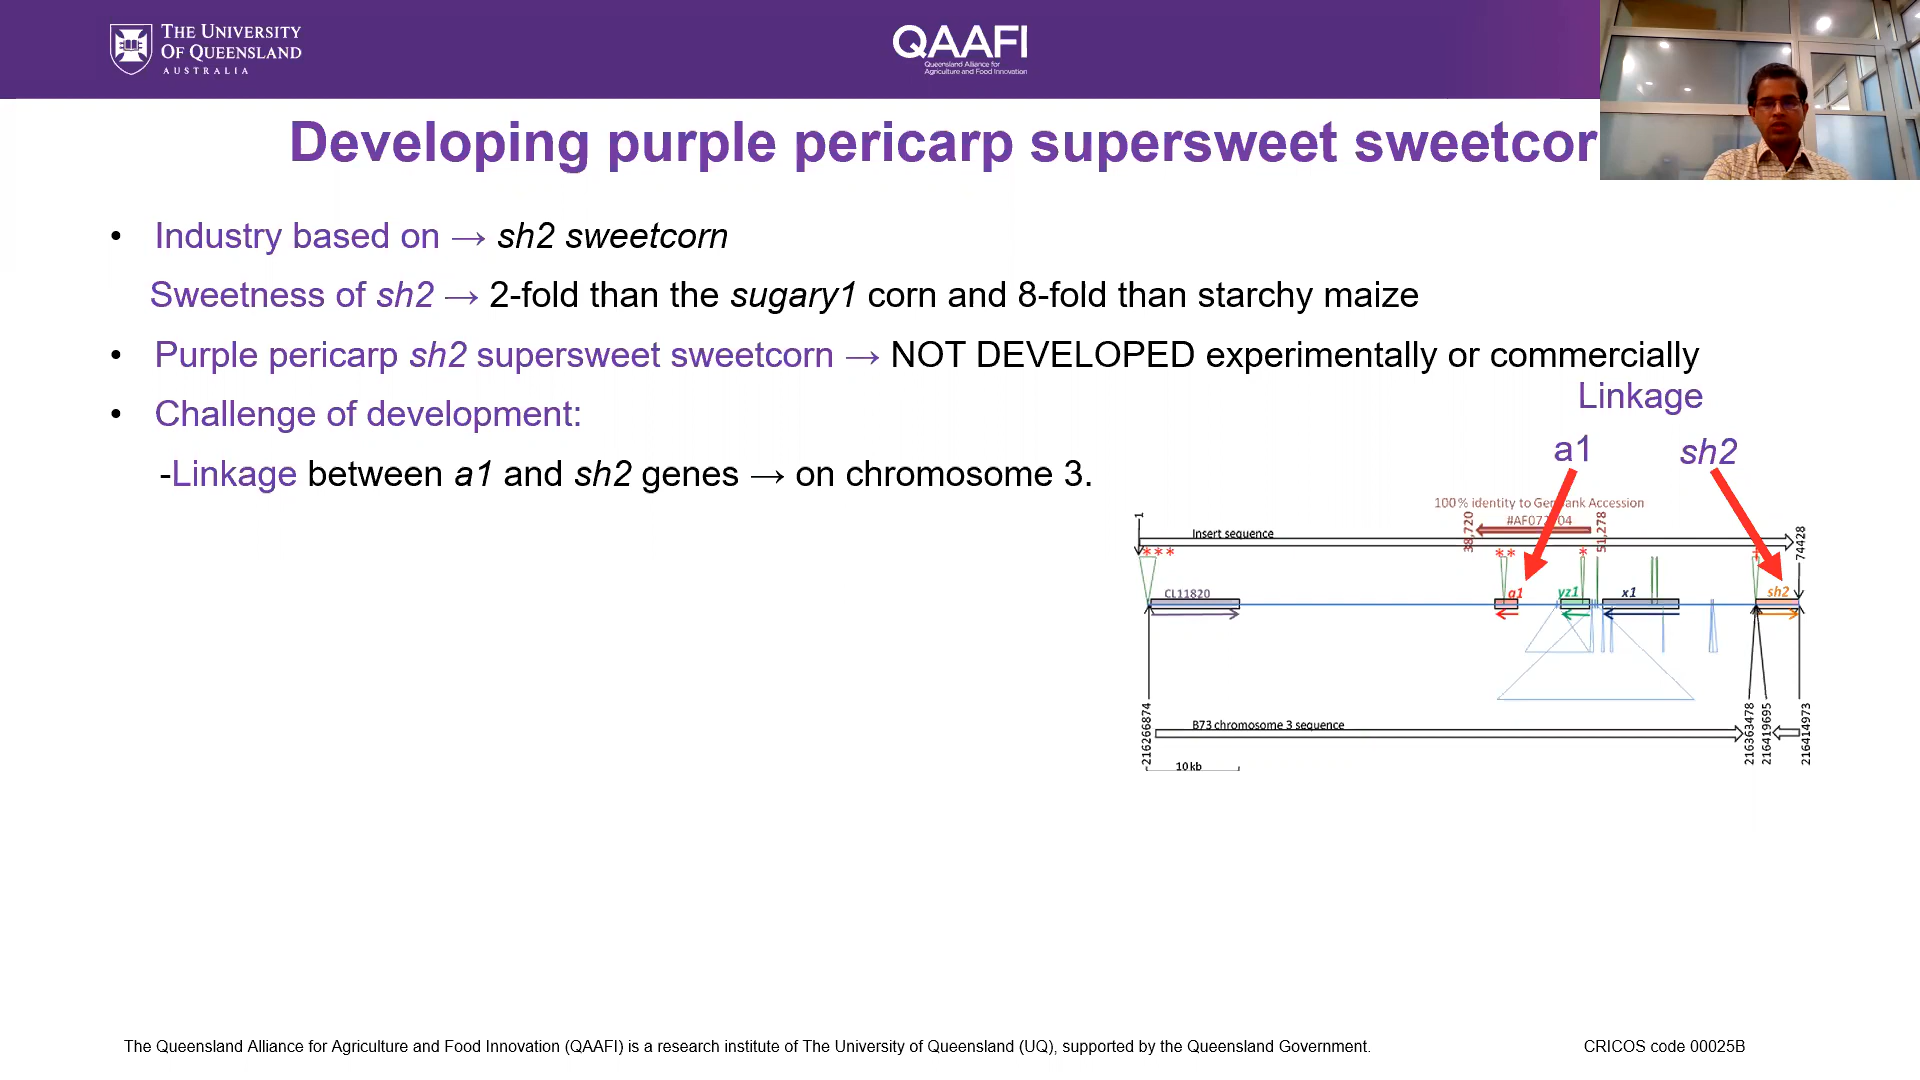 THE UNIVERSITY
OF QUEENSLAND
AUSTRALIA
QAAFI
Queensland Alliance for
Agriculture and Food Innovation
Developing purple pericarp supersweet sweetcor
• Industry based on → sh2 sweetcorn
Sweetness of sh2 → 2-fold than the sugary1 corn and 8-fold than starchy maize
• Purple pericarp sh2 supersweet sweetcorn → NOT DEVELOPED experimentally or commercially
• Challenge of development:
-Linkage between a1 and sh2 genes → on chromosome 3.
Linkage
a1 sh2
100% identity to Accession
1
Insert sequence
38,720
51,278
74428
*** ** * *
CL11820 a1 yz1 x1 sh2
B73 chromosome 3 sequence
216266874
216363478
216419695
216414973
10kb
The Queensland Alliance for Agriculture and Food Innovation (QAAFI) is a research institute of The University of Queensland (UQ), supported by the Queensland Government.
CRICOS code 00025B